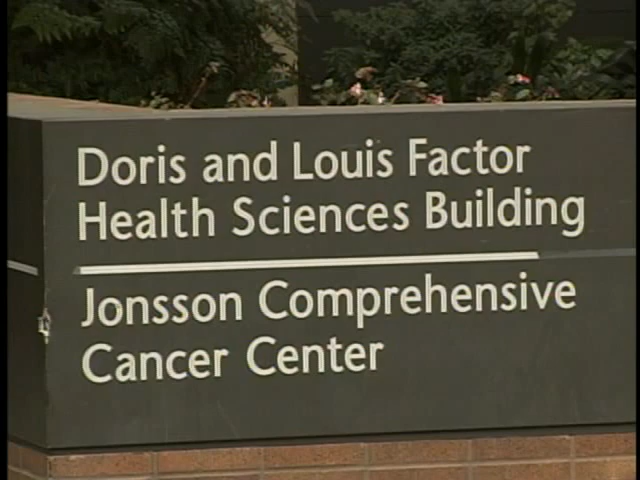 Doris and Louis Factor
Health Sciences Building
Jonsson Comprehensive
Cancer Center